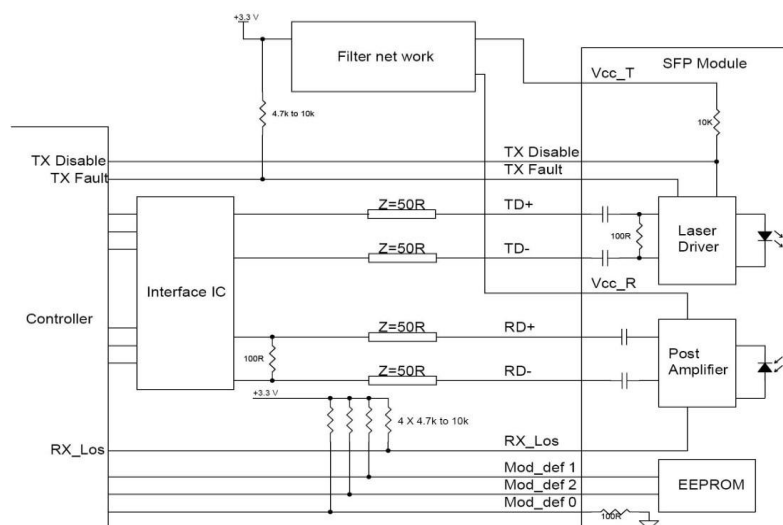 +3.3 V
Filter net work
SFP Module
Vcc_T
4.7k to 10k
10K
TX Disable
TX Disable
TX Fault
TX Fault
Z=50R
TD+
Laser
Driver
100R
Z=50R
TD-
Interface IC
Vcc_R
Controller
Z=50R
RD+
100R
Post
Amplifier
Z=50R
RD-
+3.3 V
4 X 4.7k to 10k
RX_Los
RX_Los
Mod_def 1
EEPROM
Mod_def 2
Mod_def 0
100R